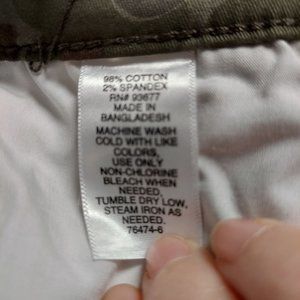 98% COTTON
2% SPANDEX
RN# 93677
MADE IN
BANGLADESH
MACHINE WASH
COLD WITH LIKE
COLORS,
USE ONLY
NON-CHLORINE
BLEACH WHEN
NEEDED,
TUMBLE DRY LOW,
STEAM IRON AS
NEEDED.
76474-6